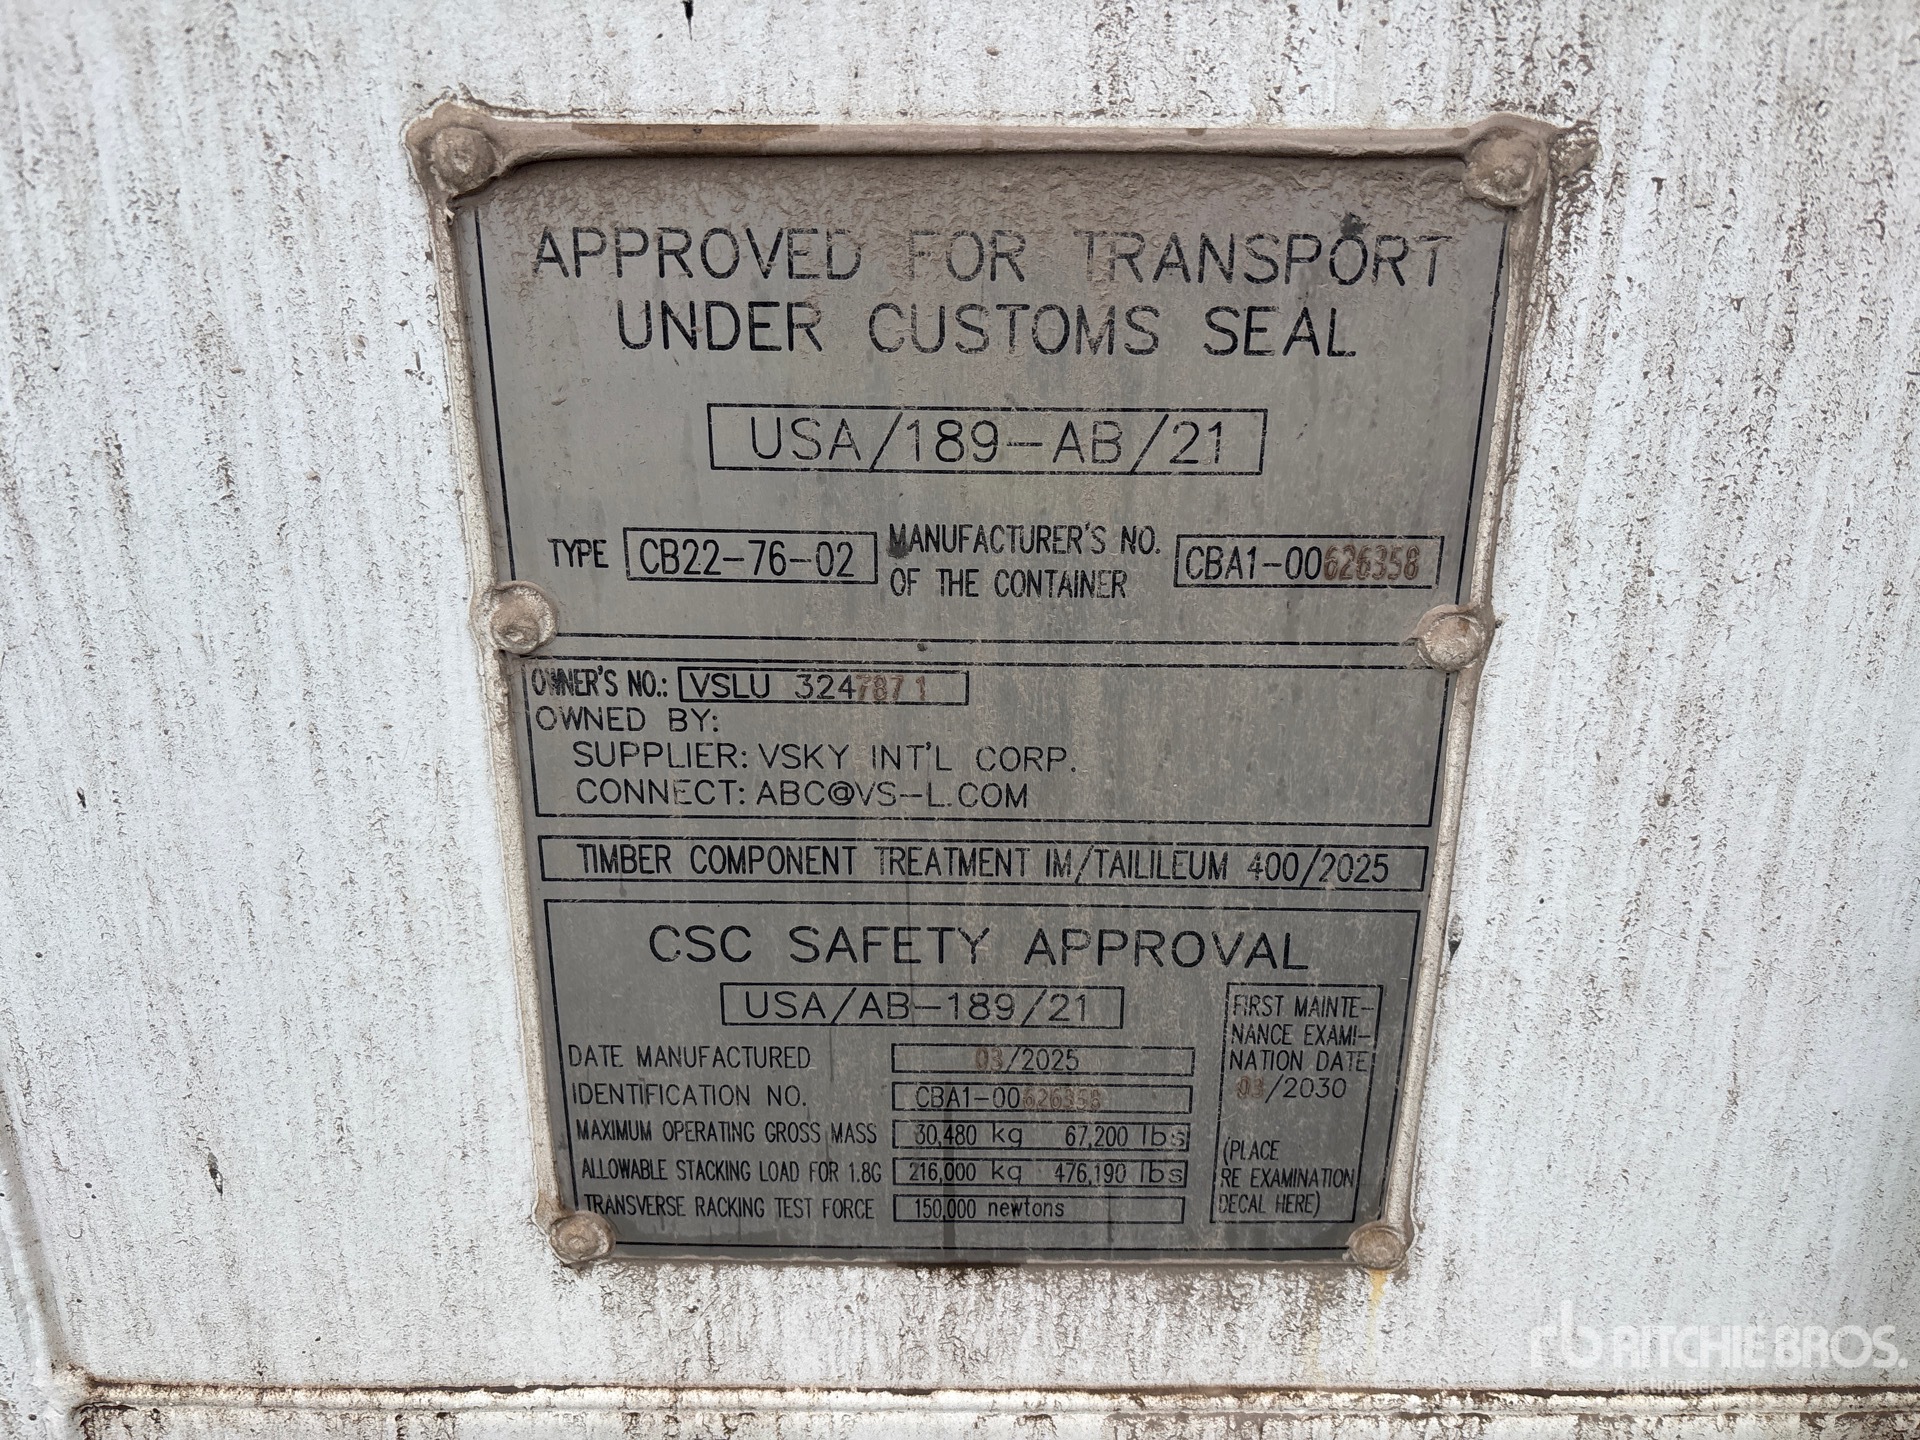 APPROVED FOR TRANSPORT
UNDER CUSTOMS SEAL
USA/189-AB/21
TYPE CB22-76-02 MANUFACTURER'S NO. OF THE CONTAINER CBA1-00626358
OWNER'S NO.: VSLU 3247871
OWNED BY:
SUPPLIER: VSKY INT'L CORP.
CONNECT: ABC@VS-L.COM
TIMBER COMPONENT TREATMENT IM/TAILILEUM 400/2025
CSC SAFETY APPROVAL
USA/AB-189/21
DATE MANUFACTURED 03/2025
IDENTIFICATION NO. CBA1-00626358
MAXIMUM OPERATING GROSS MASS 30,480 kg 67,200 lbs
ALLOWABLE STACKING LOAD FOR 1.8G 216,000 kg 476,190 lbs
TRANSVERSE RACKING TEST FORCE 150,000 newtons
FIRST MAINTE-
NANCE EXAMI-
NATION DATE
03/2030
(PLACE
RE EXAMINATION
DECAL HERE)
rb RITCHIE BROS.
Auctioneers